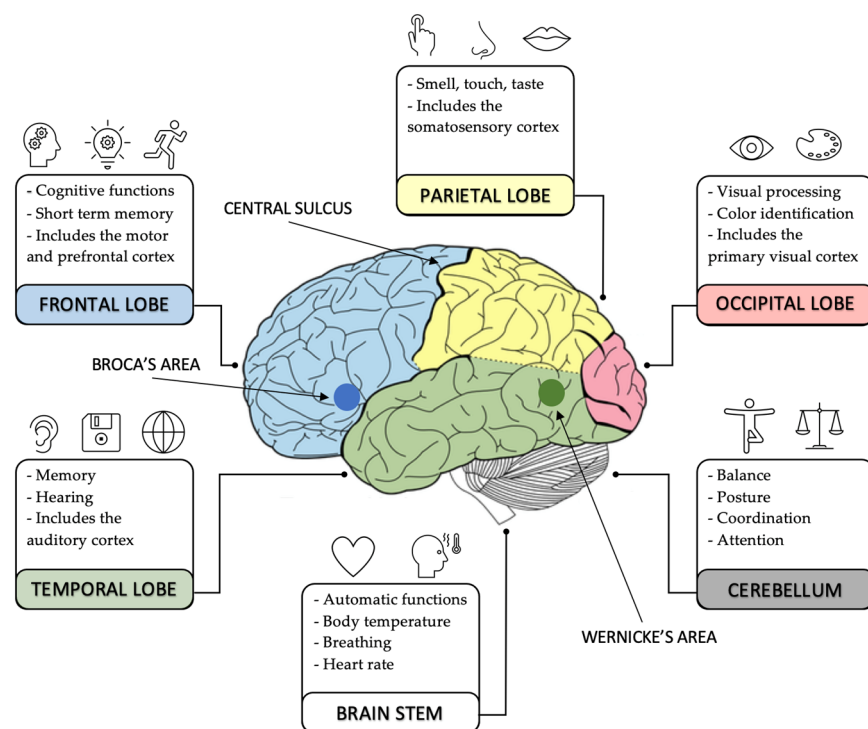 - Smell, touch, taste
- Includes the
somatosensory cortex
PARIETAL LOBE
- Cognitive functions
- Short term memory
- Includes the motor
and prefrontal cortex
FRONTAL LOBE
CENTRAL SULCUS
- Visual processing
- Color identification
- Includes the
primary visual cortex
OCCIPITAL LOBE
BROCA'S AREA
- Memory
- Hearing
- Includes the
auditory cortex
TEMPORAL LOBE
- Balance
- Posture
- Coordination
- Attention
CEREBELLUM
- Automatic functions
- Body temperature
- Breathing
- Heart rate
BRAIN STEM
WERNICKE'S AREA